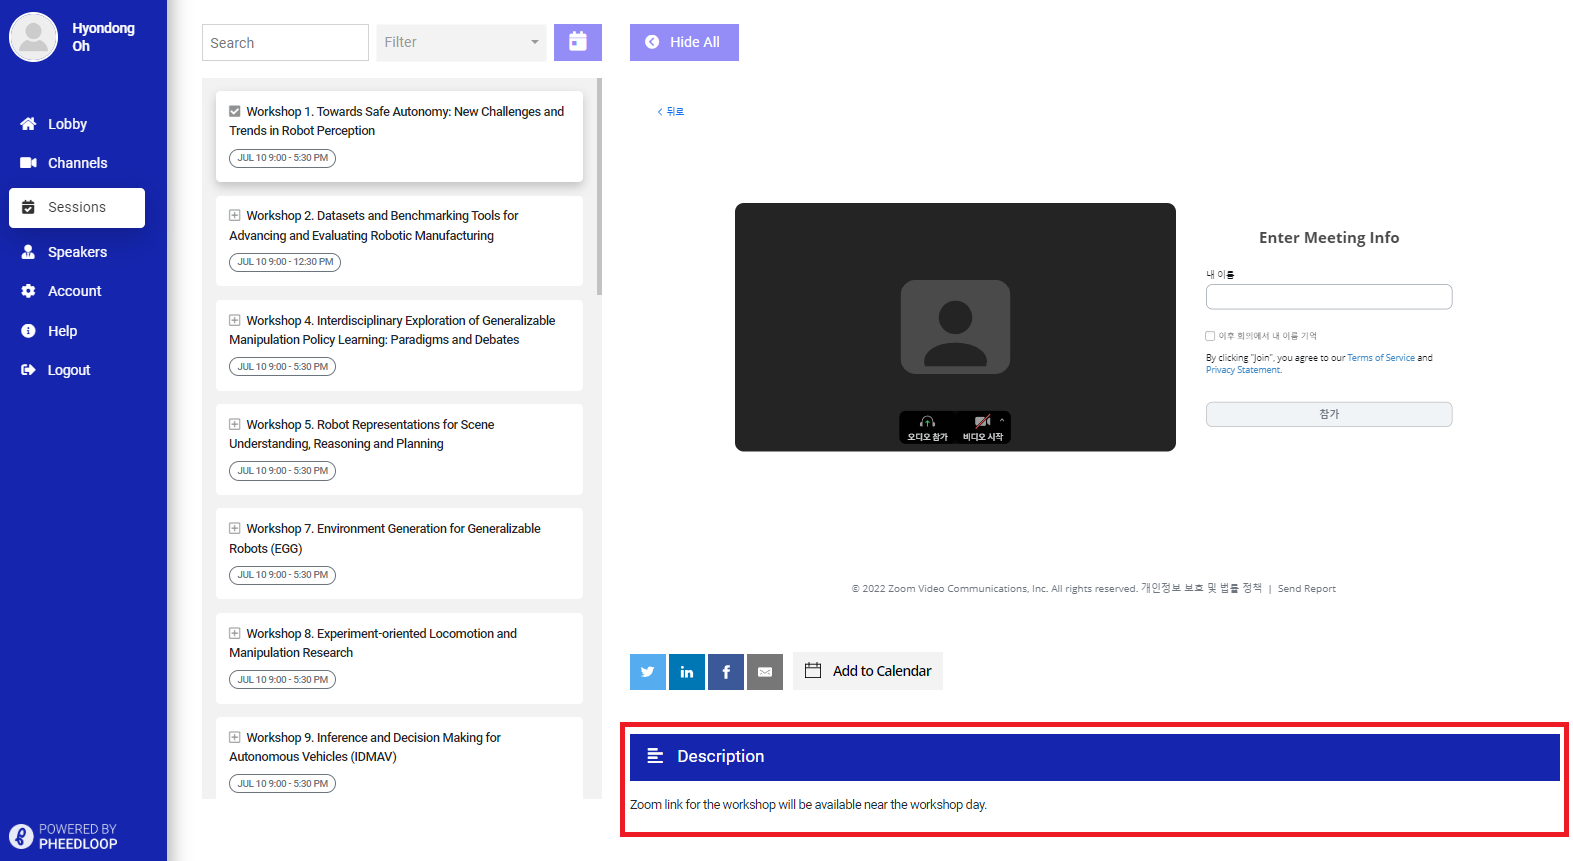 Hyondong
Oh
Lobby
Channels
Sessions
Speakers
Account
Help
Logout
POWERED BY
PHEEDLOOP
Search
Filter
Workshop 1. Towards Safe Autonomy: New Challenges and
Trends in Robot Perception
JUL 10 9:00 - 5:30 PM
Workshop 2. Datasets and Benchmarking Tools for
Advancing and Evaluating Robotic Manufacturing
JUL 10 9:00 - 12:30 PM
Workshop 4. Interdisciplinary Exploration of Generalizable
Manipulation Policy Learning: Paradigms and Debates
JUL 10 9:00 - 5:30 PM
Workshop 5. Robot Representations for Scene
Understanding, Reasoning and Planning
JUL 10 9:00 - 5:30 PM
Workshop 7. Environment Generation for Generalizable
Robots (EGG)
JUL 10 9:00 - 5:30 PM
Workshop 8. Experiment-oriented Locomotion and
Manipulation Research
JUL 10 9:00 - 5:30 PM
Workshop 9. Inference and Decision Making for
Autonomous Vehicles (IDMAV)
JUL 10 9:00 - 5:30 PM
Hide All
뒤로
오디오 참가 비디오 시작
Enter Meeting Info
내 이름
이후 회의에서 내 이름 기억
By clicking "Join", you agree to our Terms of Service and
Privacy Statement.
참가
© 2022 Zoom Video Communications, Inc. All rights reserved. 개인정보 보호 및 법률 정책 | Send Report
Add to Calendar
Description
Zoom link for the workshop will be available near the workshop day.